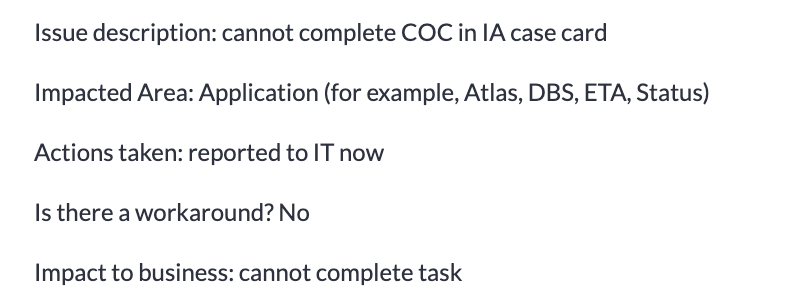 Issue description: cannot complete COC in IA case card
Impacted Area: Application (for example, Atlas, DBS, ETA, Status)
Actions taken: reported to IT now
Is there a workaround? No
Impact to business: cannot complete task